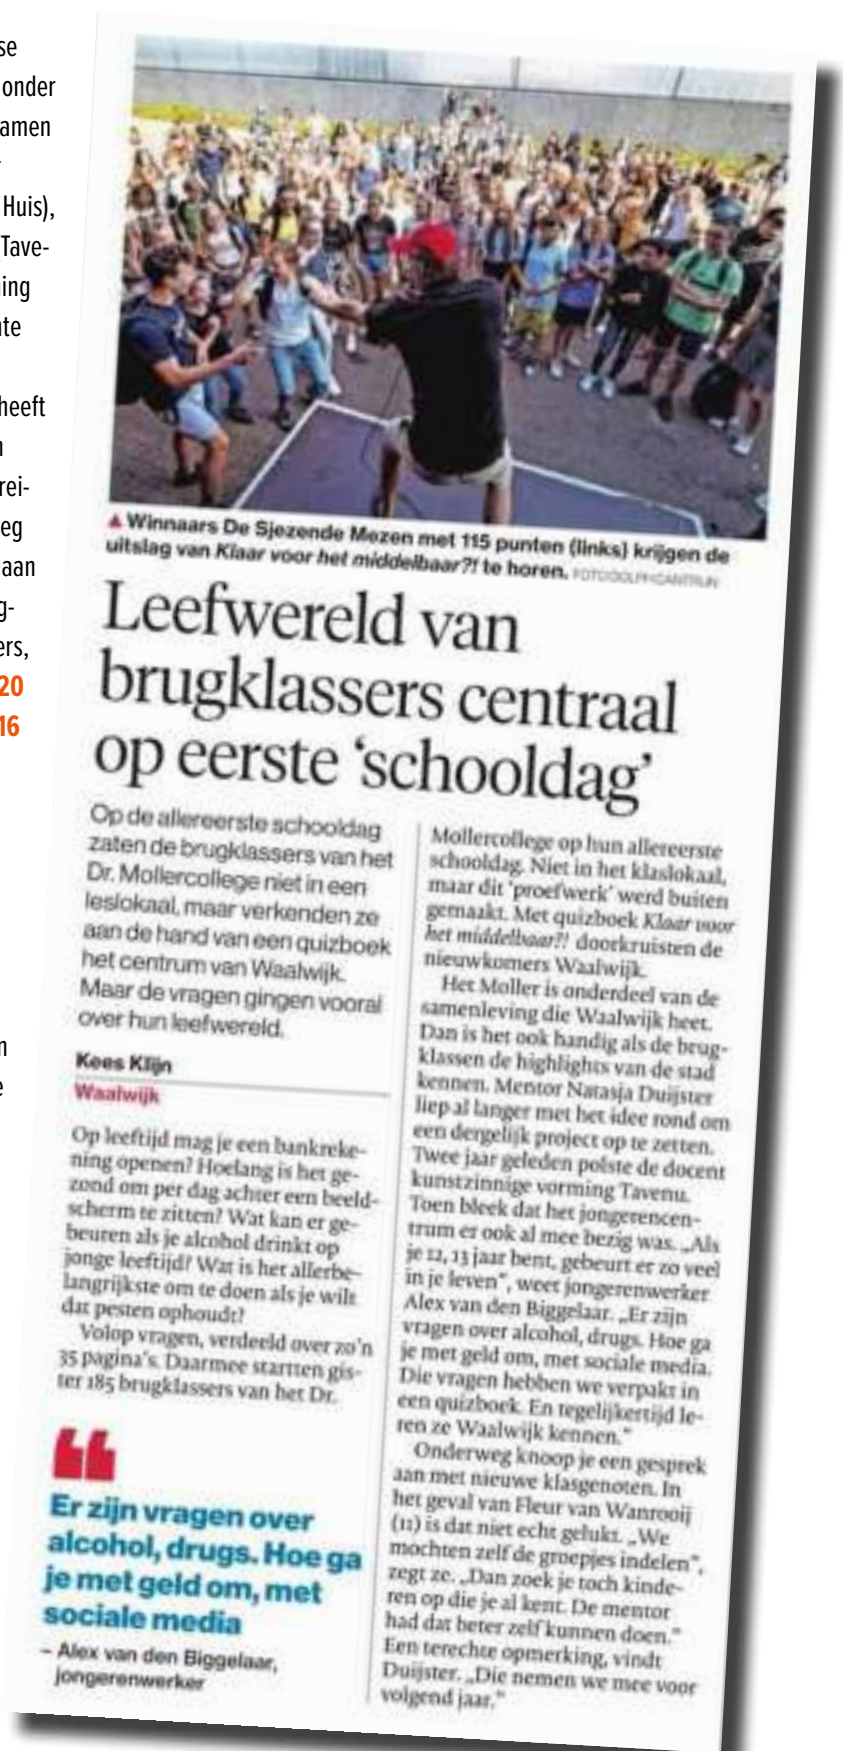 se
onder
amen
Huis),
Tave-
ing
te
heeft
n
rei-
eg
aan
g-
ers,
20
16
n
e
▲ Winnaars De Sjezende Mezen met 115 punten (links) krijgen de
uitslag van Klaar voor het middelbaar?! te horen.
Leefwereld van
brugklassers centraal
op eerste ‘schooldag’
Op de allereerste schooldag
zaten de brugklassers van het
Dr. Mollercollege niet in een
leslokaal, maar verkenden ze
aan de hand van een quizboek
het centrum van Waalwijk.
Maar de vragen gingen vooral
over hun leefwereld.
Kees Klijn
Waalwijk
Op leeftijd mag je een bankreke-
ning openen? Hoelang is het ge-
zond om per dag achter een beeld-
scherm te zitten? Wat kan er ge-
beuren als je alcohol drinkt op
jonge leeftijd? Wat is het allerbe-
langrijkste om te doen als je wilt
dat pesten ophoudt?
Volop vragen, verdeeld over zo'n
35 pagina's. Daarmee startten gis-
ter 185 brugklassers van het Dr.
Er zijn vragen over
alcohol, drugs. Hoe ga
je met geld om, met
sociale media
– Alex van den Biggelaar,
jongerenwerker
Mollercollege op hun allereerste
schooldag. Niet in het klaslokaal,
maar dit ‘proefwerk’ werd buiten
gemaakt. Met quizboek Klaar voor
het middelbaar?! doorkruisten de
nieuwkomers Waalwijk.
Het Moller is onderdeel van de
samenleving die Waalwijk heet.
Dan is het ook handig als de brug-
klassen de highlights van de stad
kennen. Mentor Natasja Duijster
liep al langer met het idee rond om
een dergelijk project op te zetten.
Twee jaar geleden polste de docent
kunstzinnige vorming Tavenu.
Toen bleek dat het jongerencen-
trum er ook al mee bezig was. „Als
je 12, 13 jaar bent, gebeurt er zo veel
in je leven”, weet jongerenwerker
Alex van den Biggelaar. „Er zijn
vragen over alcohol, drugs. Hoe ga
je met geld om, met sociale media.
Die vragen hebben we verpakt in
een quizboek. En tegelijkertijd le-
ren ze Waalwijk kennen.”
Onderweg knoop je een gesprek
aan met nieuwe klasgenoten. In
het geval van Fleur van Wanrooij
(11) is dat niet echt gelukt. „We
mochten zelf de groepjes indelen”,
zegt ze. „Dan zoek je toch kinde-
ren op die je al kent. De mentor
had dat beter zelf kunnen doen.”
Een terechte opmerking, vindt
Duijster. „Die nemen we mee voor
volgend jaar.”